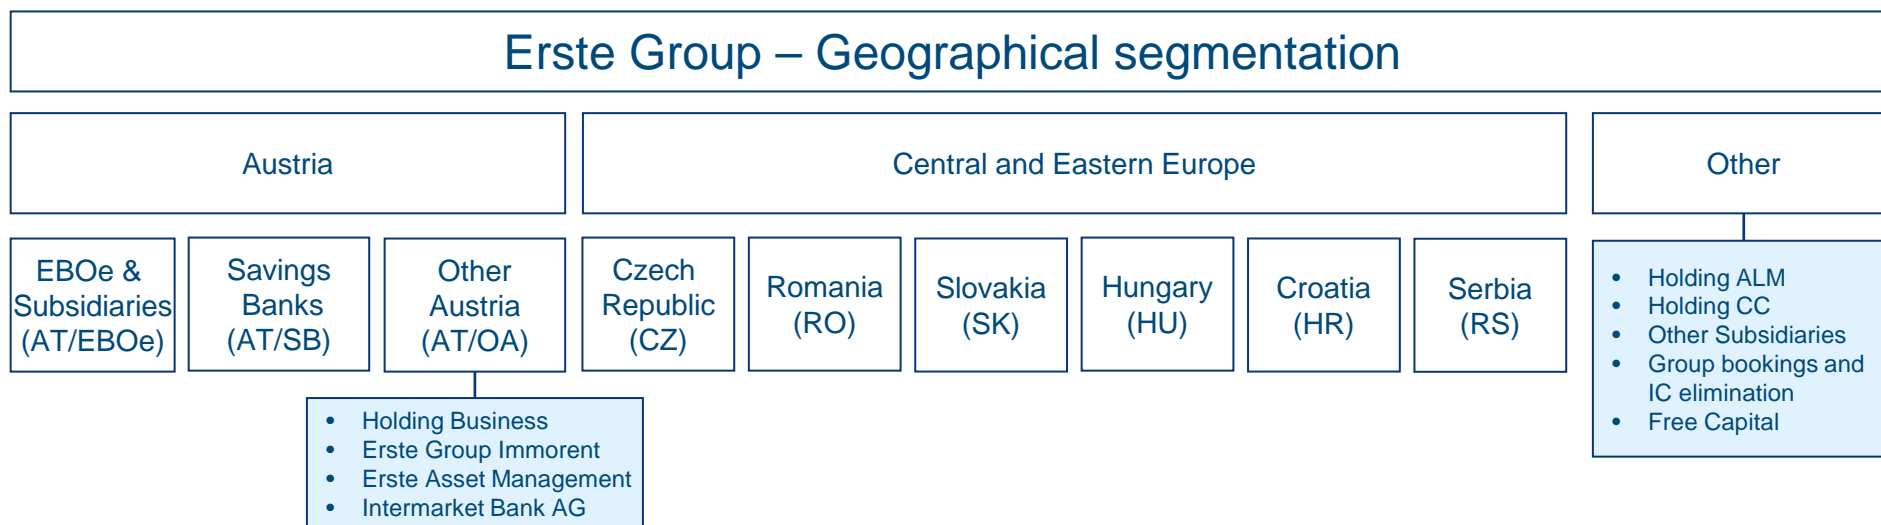 Erste Group – Geographical segmentation
Austria
Central and Eastern Europe
Other
EBOe &
Subsidiaries
(AT/EBOe)
Savings
Banks
(AT/SB)
Other
Austria
(AT/OA)
Czech
Republic
(CZ)
Romania
(RO)
Slovakia
(SK)
Hungary
(HU)
Croatia
(HR)
Serbia
(RS)
• Holding ALM
• Holding CC
• Other Subsidiaries
• Group bookings and
IC elimination
• Free Capital
• Holding Business
• Erste Group Immorent
• Erste Asset Management
• Intermarket Bank AG